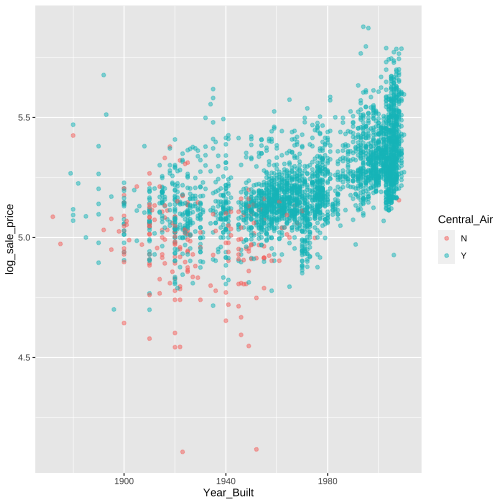 5.5
5.0
4.5
log_sale_price
1900
1940
1980
Year_Built
Central_Air
N
Y